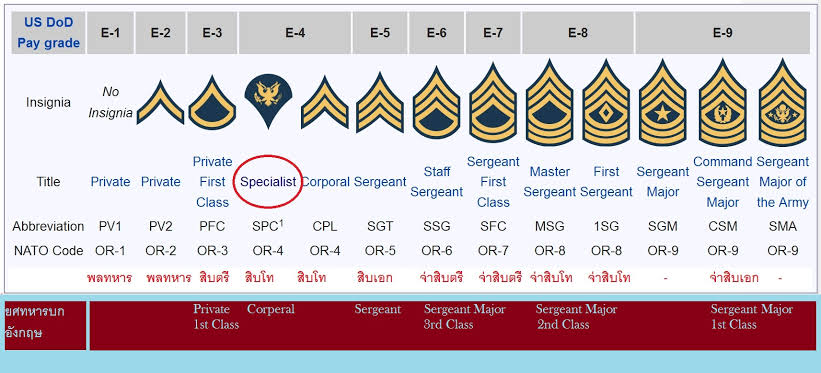 US DoD
Pay grade
E-1 E-2 E-3 E-4 E-5 E-6 E-7 E-8 E-9
Insignia
No
Insignia
Title
Private
Private
Private
First
Class
Specialist
Corporal
Sergeant
Staff
Sergeant
Sergeant
First
Class
Master
Sergeant
First
Sergeant
Sergeant
Major
Command
Sergeant
Major
Sergeant
Major of
the Army
Abbreviation PV1 PV2 PFC SPC1 CPL SGT SSG SFC MSG 1SG SGM CSM SMA
NATO Code OR-1 OR-2 OR-3 OR-4 OR-4 OR-5 OR-6 OR-7 OR-8 OR-8 OR-9 OR-9 OR-9
พลทหาร พลทหาร สิบตรี สิบโท สิบโท สิบเอก จ่าสิบตรี จ่าสิบตรี จ่าสิบโท จ่าสิบโท - จ่าสิบเอก -
ยศทหารบก
อังกฤษ
Private
1st Class
Corperal
Sergeant
Sergeant Major
3rd Class
Sergeant Major
2nd Class
Sergeant Major
1st Class